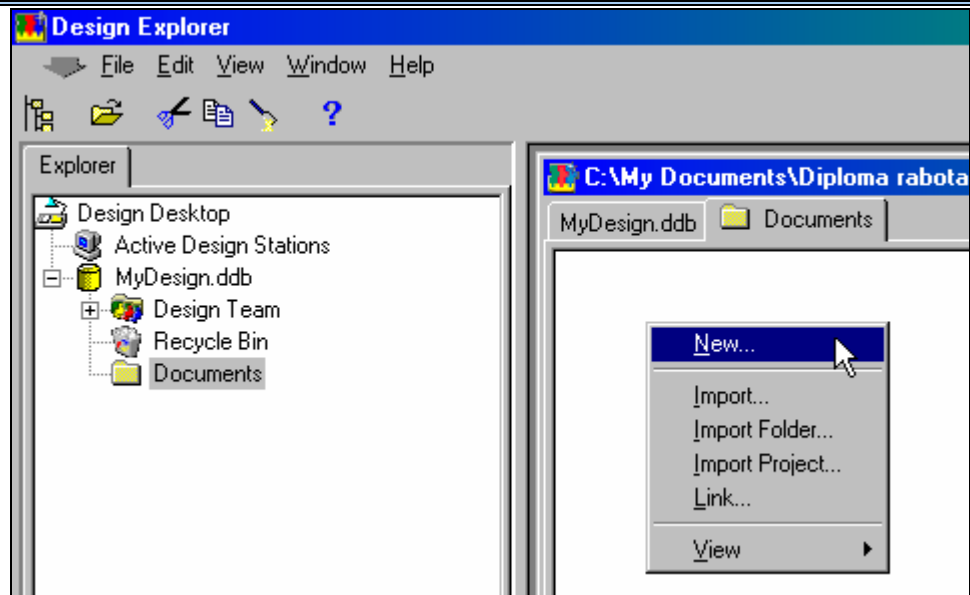 Design Explorer
File Edit View Window Help
?
Explorer
Design Desktop
Active Design Stations
MyDesign.ddb
Design Team
Recycle Bin
Documents
C:\My Documents\Diploma rabota
MyDesign.ddb Documents
New...
Import...
Import Folder...
Import Project...
Link...
View